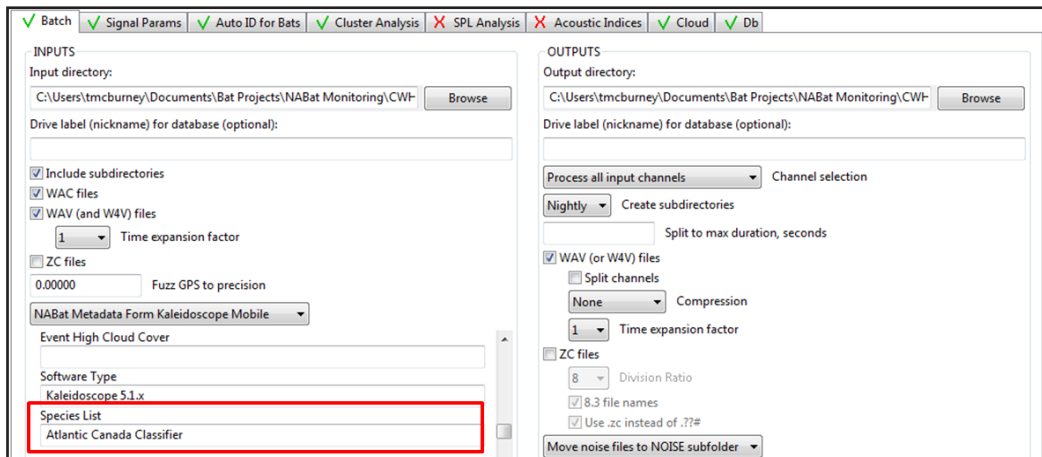 Batch Signal Params Auto ID for Bats Cluster Analysis SPL Analysis Acoustic Indices Cloud Db
INPUTS
Input directory:
C:\Users\tmcburney\Documents\Bat Projects\NABat Monitoring\CWH
Browse
Drive label (nickname) for database (optional):
Include subdirectories
WAC files
WAV (and W4V) files
1 Time expansion factor
ZC files
0.00000 Fuzz GPS to precision
NABat Metadata Form Kaleidoscope Mobile
Event High Cloud Cover
Software Type
Kaleidoscope 5.1.x
Species List
Atlantic Canada Classifier
OUTPUTS
Output directory:
C:\Users\tmcburney\Documents\Bat Projects\NABat Monitoring\CWH
Browse
Drive label (nickname) for database (optional):
Process all input channels Channel selection
Nightly Create subdirectories
Split to max duration, seconds
WAV (or W4V) files
Split channels
None Compression
1 Time expansion factor
ZC files
8 Division Ratio
8.3 file names
Use .zc instead of .??#
Move noise files to NOISE subfolder